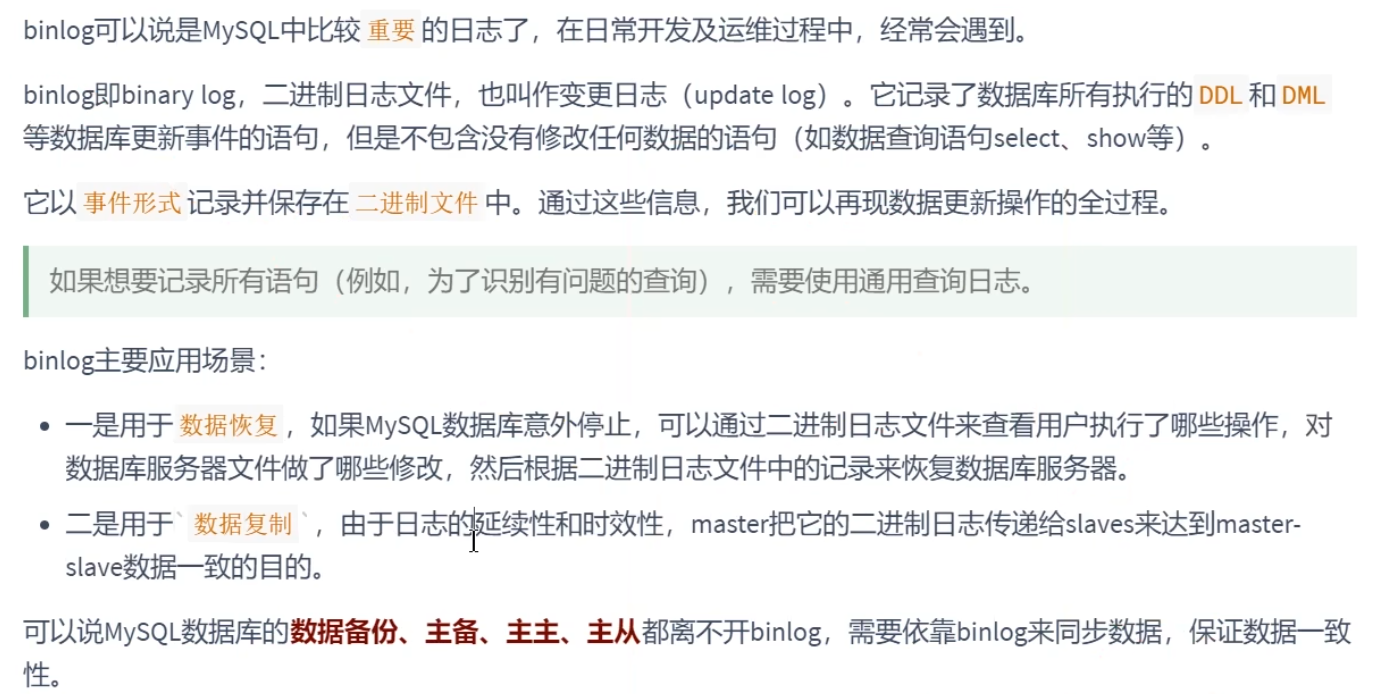 binlog可以说是MySQL中比较 重要 的日志了，在日常开发及运维过程中，经常会遇到。
binlog即binary log，二进制日志文件，也叫作变更日志（update log）。它记录了数据库所有执行的 DDL 和 DML
等数据库更新事件的语句，但是不包含没有修改任何数据的语句（如数据查询语句select、show等）。
它以 事件形式 记录并保存在 二进制文件 中。通过这些信息，我们可以再现数据更新操作的全过程。
如果想要记录所有语句（例如，为了识别有问题的查询），需要使用通用查询日志。
binlog主要应用场景：
• 一是用于 数据恢复 ，如果MySQL数据库意外停止，可以通过二进制日志文件来查看用户执行了哪些操作，对
数据库服务器文件做了哪些修改，然后根据二进制日志文件中的记录来恢复数据库服务器。
• 二是用于` 数据复制 `，由于日志的延续性和时效性，master把它的二进制日志传递给slaves来达到master-
slave数据一致的目的。
可以说MySQL数据库的数据备份、主备、主主、主从都离不开binlog，需要依靠binlog来同步数据，保证数据一致
性。